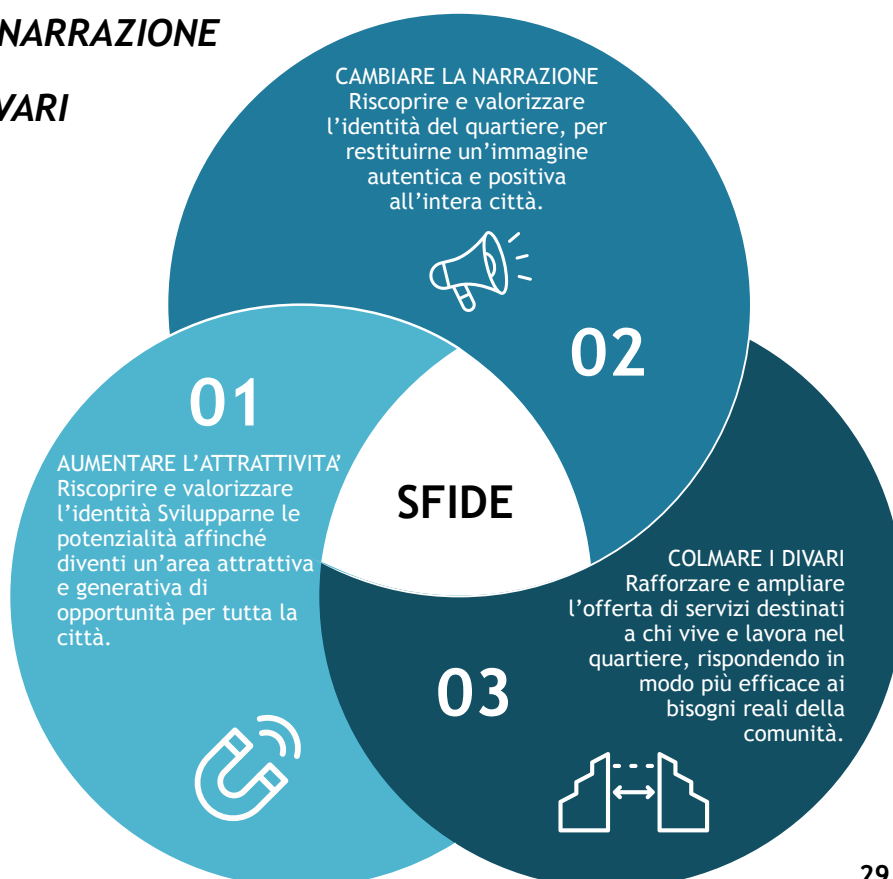 NARRAZIONE
VARI
CAMBIARE LA NARRAZIONE
Riscoprire e valorizzare
l’identità del quartiere, per
restituirne un’immagine
autentica e positiva
all’intera città.
02
01
AUMENTARE L’ATTRATTIVITA’
Riscoprire e valorizzare
l’identità Svilupparne le
potenzialità affinché
diventi un’area attrattiva
e generativa di
opportunità per tutta la
città.
SFIDE
COLMARE I DIVARI
Rafforzare e ampliare
l’offerta di servizi destinati
a chi vive e lavora nel
quartiere, rispondendo in
modo più efficace ai
bisogni reali della
comunità.
03
29